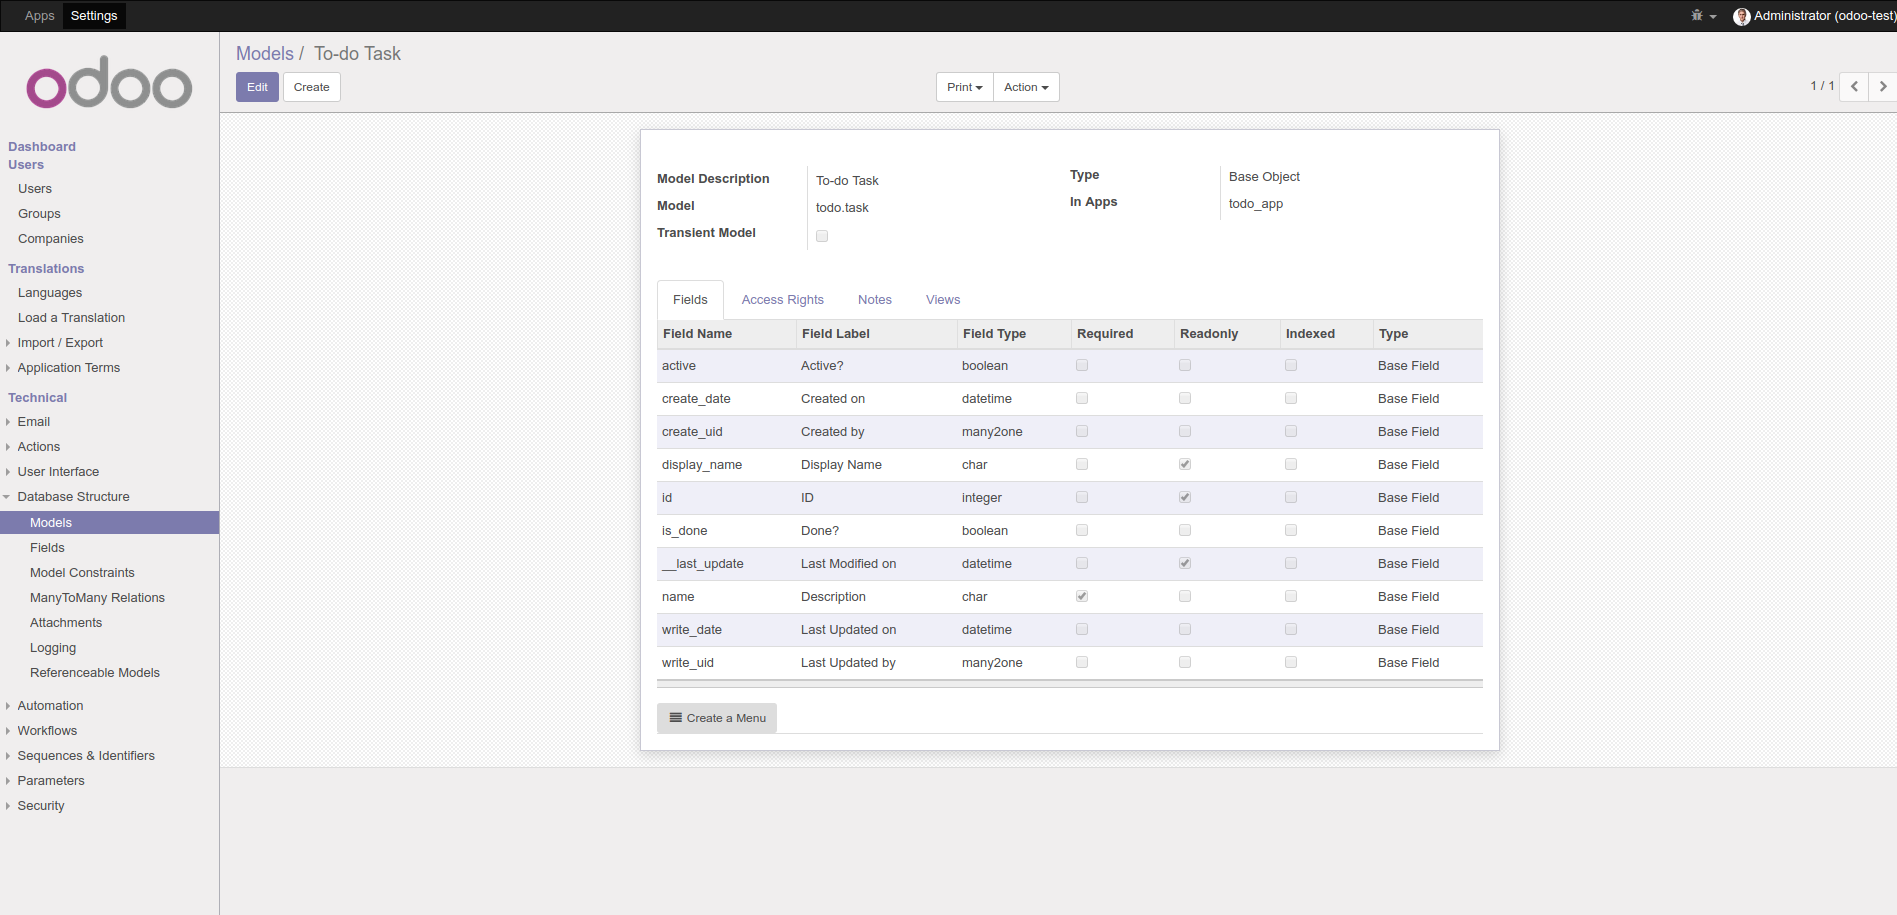 Apps Settings Administrator (odoo-test)
odoo
Models / To-do Task
Edit Create Print Action 1 / 1
Dashboard
Users
Users
Groups
Companies
Translations
Languages
Load a Translation
Import / Export
Application Terms
Technical
Email
Actions
User Interface
Database Structure
Models
Fields
Model Constraints
ManyToMany Relations
Attachments
Logging
Referenceable Models
Automation
Workflows
Sequences & Identifiers
Parameters
Security
Model Description To-do Task
Model todo.task
Transient Model
Type Base Object
In Apps todo_app
Fields Access Rights Notes Views
Field Name Field Label Field Type Required Readonly Indexed Type
active Active? boolean Base Field
create_date Created on datetime Base Field
create_uid Created by many2one Base Field
display_name Display Name char Base Field
id ID integer Base Field
is_done Done? boolean Base Field
__last_update Last Modified on datetime Base Field
name Description char Base Field
write_date Last Updated on datetime Base Field
write_uid Last Updated by many2one Base Field
Create a Menu